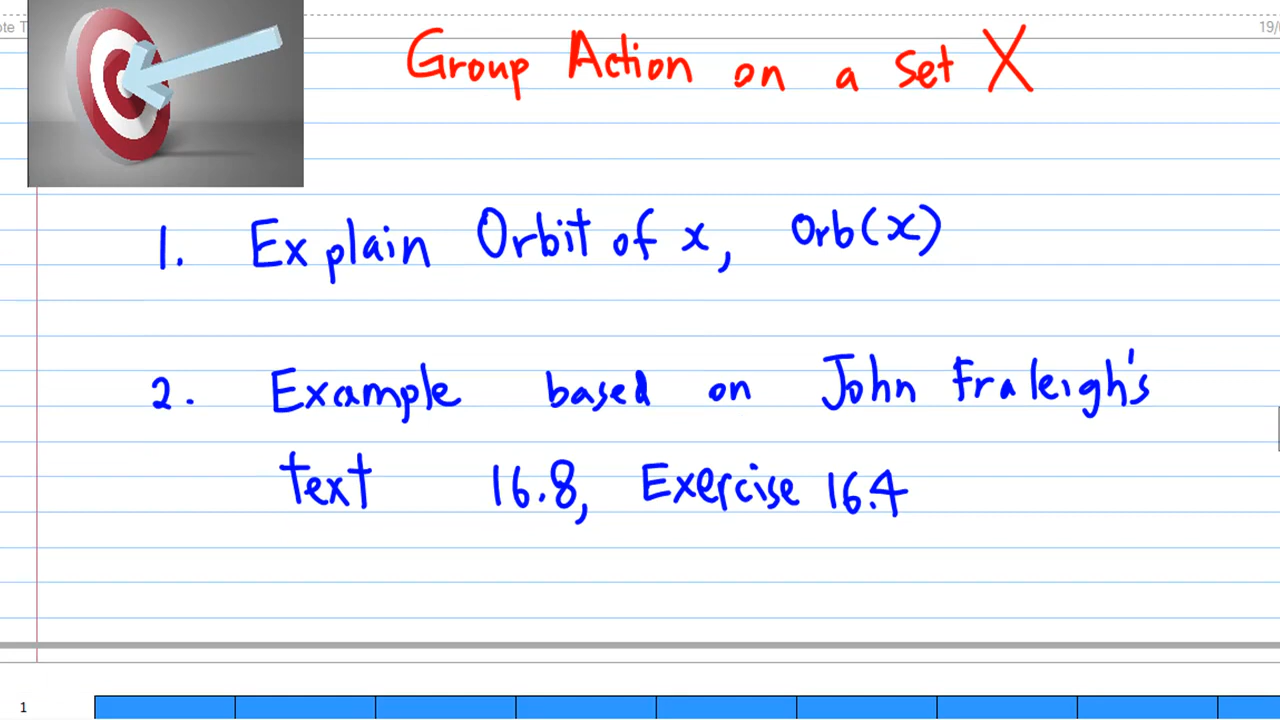 Group Action on a set X
1. Explain Orbit of x, Orb(x)
2. Example based on John Fraleigh's
text 16.8, Exercise 16.4
1